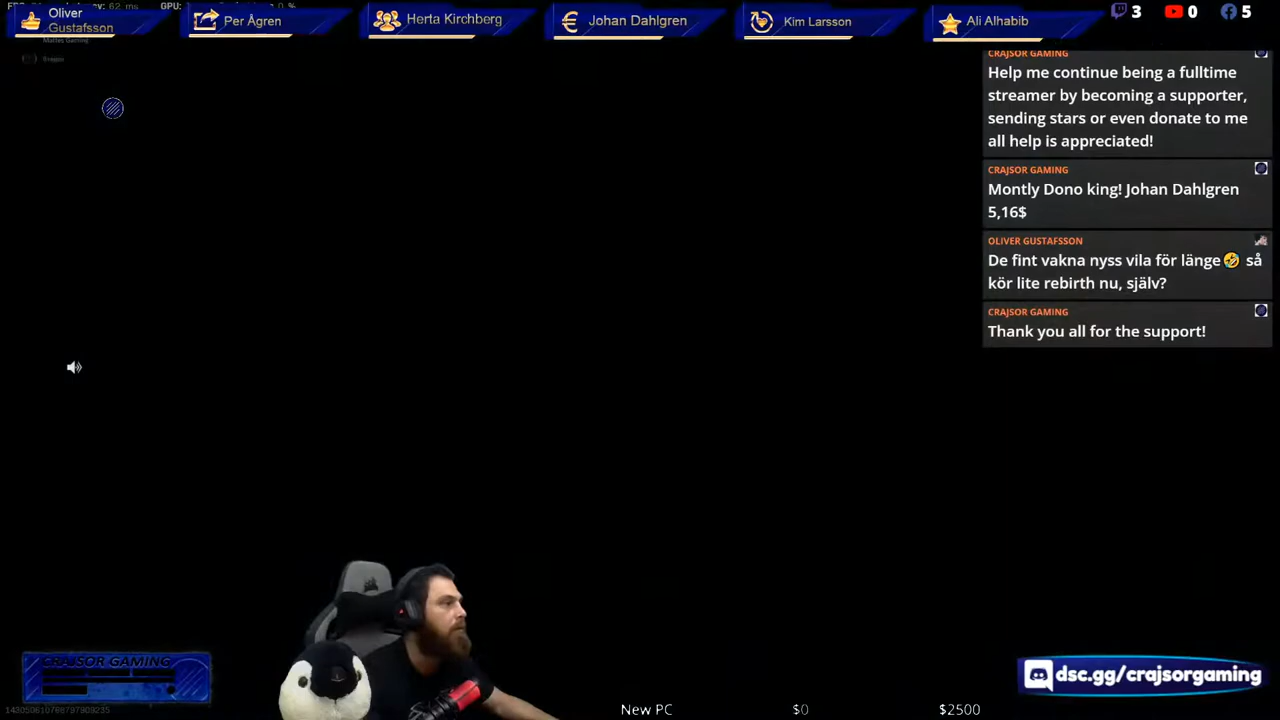 Oliver
Gustafsson
Per Ågren
Herta Kirchberg
Johan Dahlgren
Kim Larsson
Ali Alhabib
3
0
5
CRAJSOR GAMING
Help me continue being a fulltime
streamer by becoming a supporter,
sending stars or even donate to me
all help is appreciated!
CRAJSOR GAMING
Montly Dono king! Johan Dahlgren
5,16$
OLIVER GUSTAFSSON
De fint vakna nyss vila för länge🤣 så
kör lite rebirth nu, själv?
CRAJSOR GAMING
Thank you all for the support!
CRAJSOR GAMING
dsc.gg/crajsorgaming
New PC $0 $2500